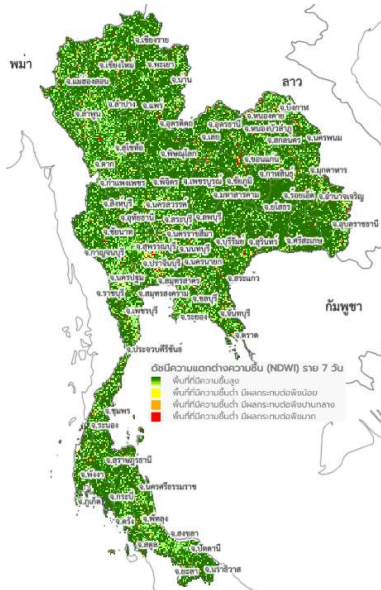 จ.เชียงราย
พม่า
จ.เชียงใหม่
จ.พะเยา
จ.แม่ฮ่องสอน
จ.น่าน
ลาว
จ.ลำปาง
จ.แพร่
จ.บึงกาฬ
จ.ลำพูน
จ.อุตรดิตถ์
จ.หนองคาย
จ.อุดรธานี
จ.หนองบัวลำภู
จ.เลย
จ.สกลนคร
จ.นครพนม
จ.สุโขทัย
จ.พิษณุโลก
จ.ขอนแก่น
จ.ตาก
จ.กาฬสินธุ์
จ.มุกดาหาร
จ.กำแพงเพชร
จ.พิจิตร
จ.เพชรบูรณ์
จ.ชัยภูมิ
จ.มหาสารคาม
จ.ร้อยเอ็ด
จ.อำนาจเจริญ
จ.สิงห์บุรี
จ.นครสวรรค์
จ.ยโสธร
จ.อุทัยธานี
จ.สระบุรี
จ.ลพบุรี
จ.อุบลราชธานี
จ.ชัยนาท
จ.นครราชสีมา
จ.บุรีรัมย์
จ.สุรินทร์
จ.ศรีสะเกษ
จ.สุพรรณบุรี
จ.นนทบุรี
จ.กาญจนบุรี
จ.ปราจีนบุรี
จ.นครนายก
จ.นครปฐม
จ.สมุทรสาคร
จ.สระแก้ว
จ.ราชบุรี
จ.สมุทรสงคราม
จ.ชลบุรี
กัมพูชา
จ.เพชรบุรี
จ.ระยอง
จ.จันทบุรี
จ.ตราด
จ.ประจวบคีรีขันธ์
ดัชนีความแตกต่างความชื้น (NDWI) ราย 7 วัน
พื้นที่ที่มีความชื้นสูง
พื้นที่ที่มีความชื้นต่ำ มีผลกระทบต่อพืชน้อย
พื้นที่ที่มีความชื้นต่ำ มีผลกระทบต่อพืชปานกลาง
พื้นที่ที่มีความชื้นต่ำ มีผลกระทบต่อพืชมาก
จ.ชุมพร
จ.ระนอง
จ.สุราษฎร์ธานี
จ.พังงา
จ.นครศรีธรรมราช
จ.ภูเก็ต
จ.กระบี่
จ.ตรัง
จ.พัทลุง
จ.สงขลา
จ.สตูล
จ.ปัตตานี
จ.ยะลา
จ.นราธิวาส